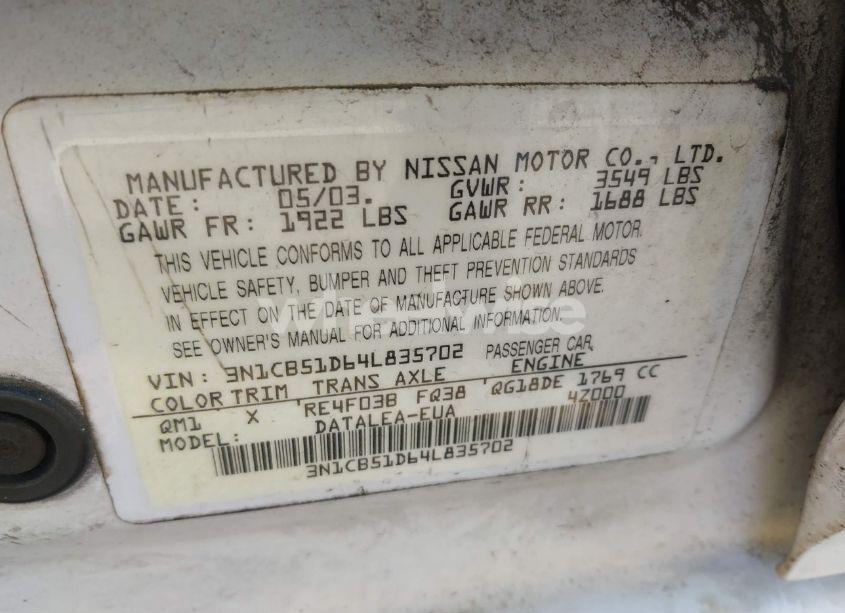 MANUFACTURED BY NISSAN MOTOR CO., LTD.
DATE: 05/03. GVWR: 3549 LBS
GAWR FR: 1922 LBS GAWR RR: 1688 LBS
THIS VEHICLE CONFORMS TO ALL APPLICABLE FEDERAL MOTOR
VEHICLE SAFETY, BUMPER AND THEFT PREVENTION STANDARDS
IN EFFECT ON THE DATE OF MANUFACTURE SHOWN ABOVE.
SEE OWNER'S MANUAL FOR ADDITIONAL INFORMATION.
VIN: 3N1CB51D64L835702 PASSENGER CAR
COLOR TRIM TRANS AXLE ENGINE
QM1 X RE4F03B FQ38 QG18DE 1769 CC
MODEL: DATALEA-EUA 4Z000
3N1CB51D64L835702